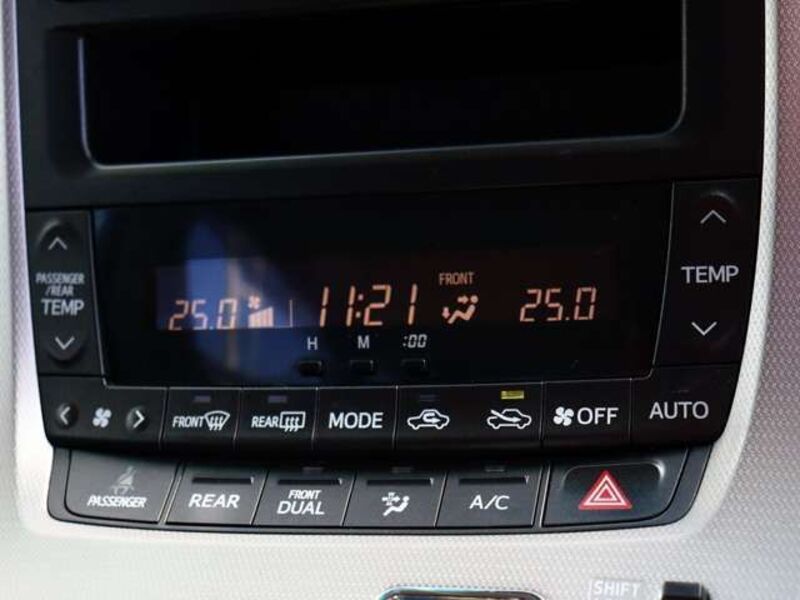 PASSENGER
/REAR
TEMP
25.0
11:21
FRONT
25.0
TEMP
H M :00
FRONT
REAR
MODE
OFF
AUTO
PASSENGER
REAR
FRONT
DUAL
A/C
SHIFT